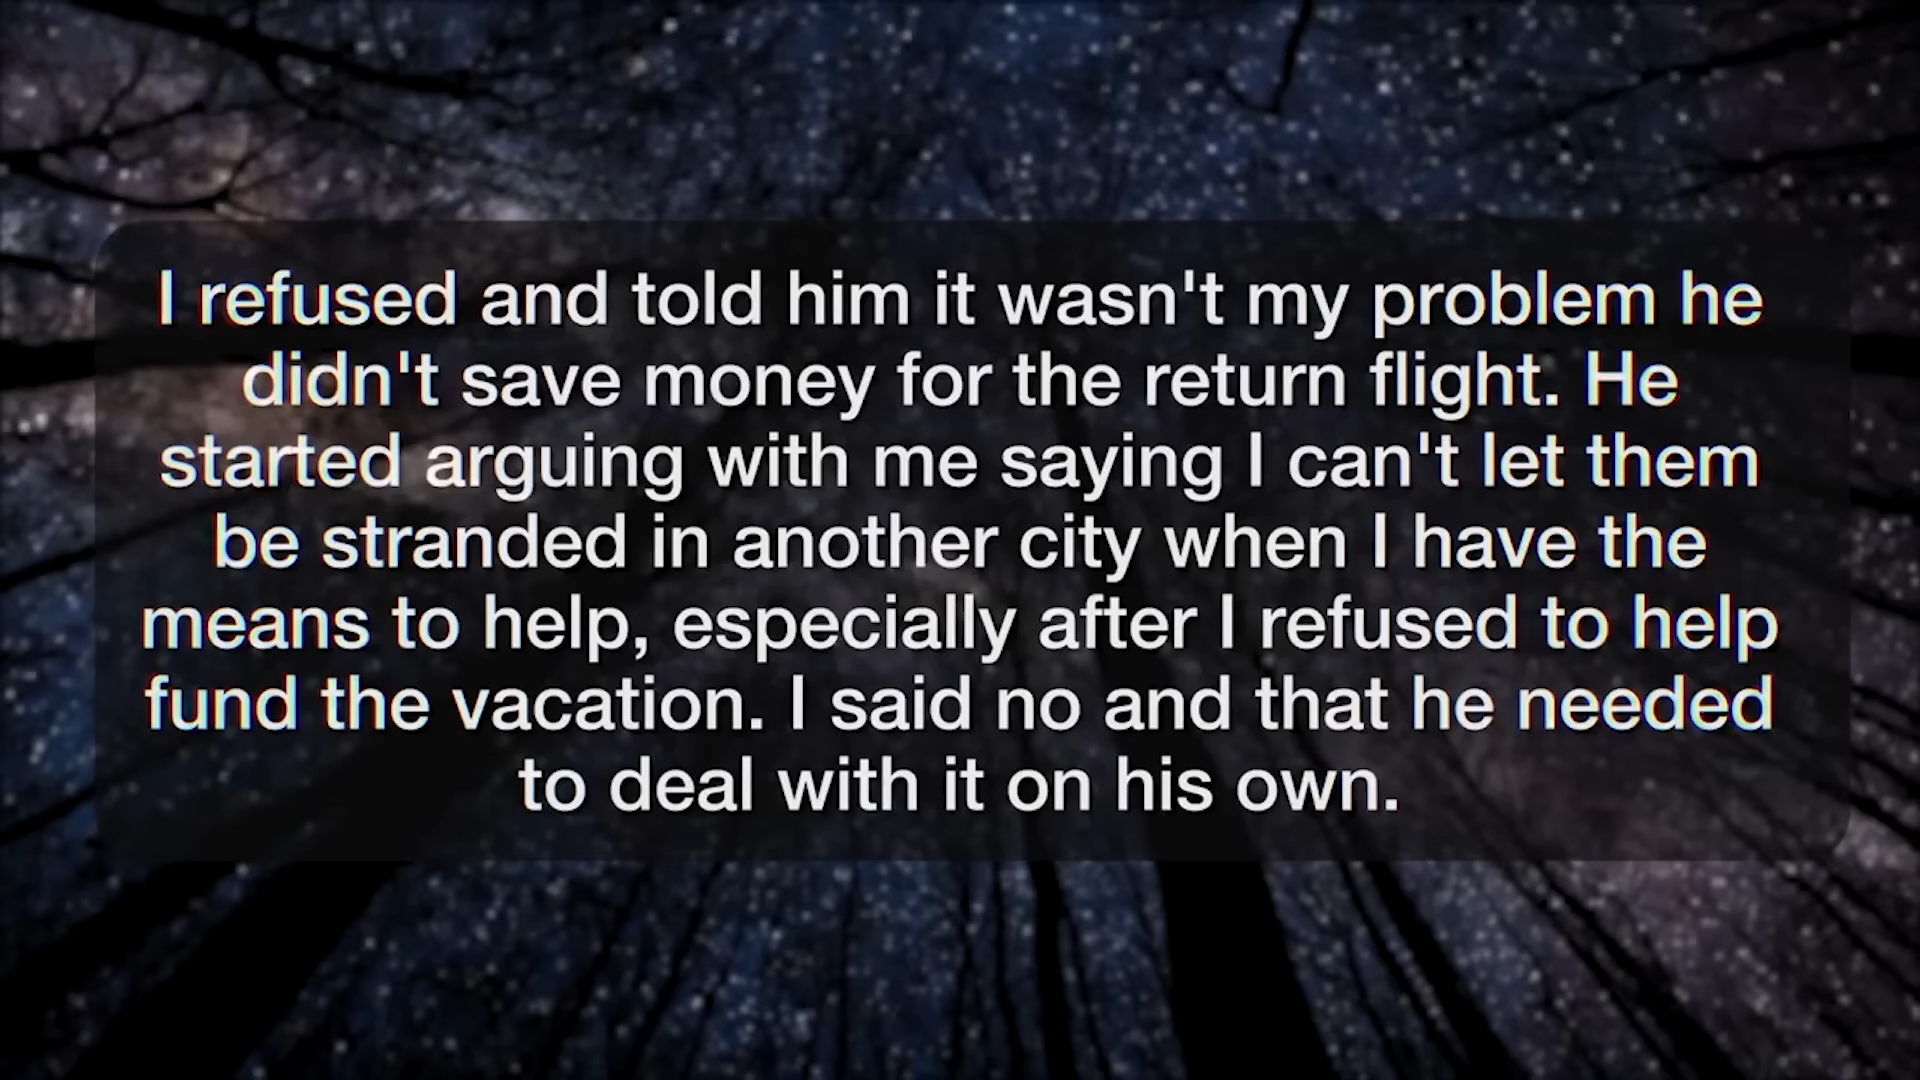 I refused and told him it wasn't my problem he
didn't save money for the return flight. He
started arguing with me saying I can't let them
be stranded in another city when I have the
means to help, especially after I refused to help
fund the vacation. I said no and that he needed
to deal with it on his own.